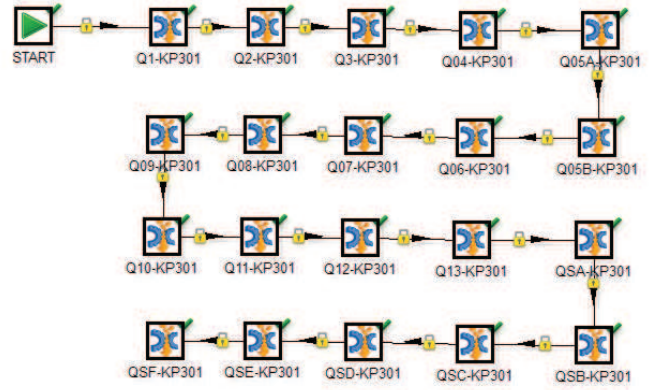 START Q1-KP301 Q2-KP301 Q3-KP301 Q04-KP301 Q05A-KP301
Q09-KP301 Q08-KP301 Q07-KP301 Q06-KP301 Q05B-KP301
Q10-KP301 Q11-KP301 Q12-KP301 Q13-KP301 QSA-KP301
QSF-KP301 QSE-KP301 QSD-KP301 QSC-KP301 QSB-KP301